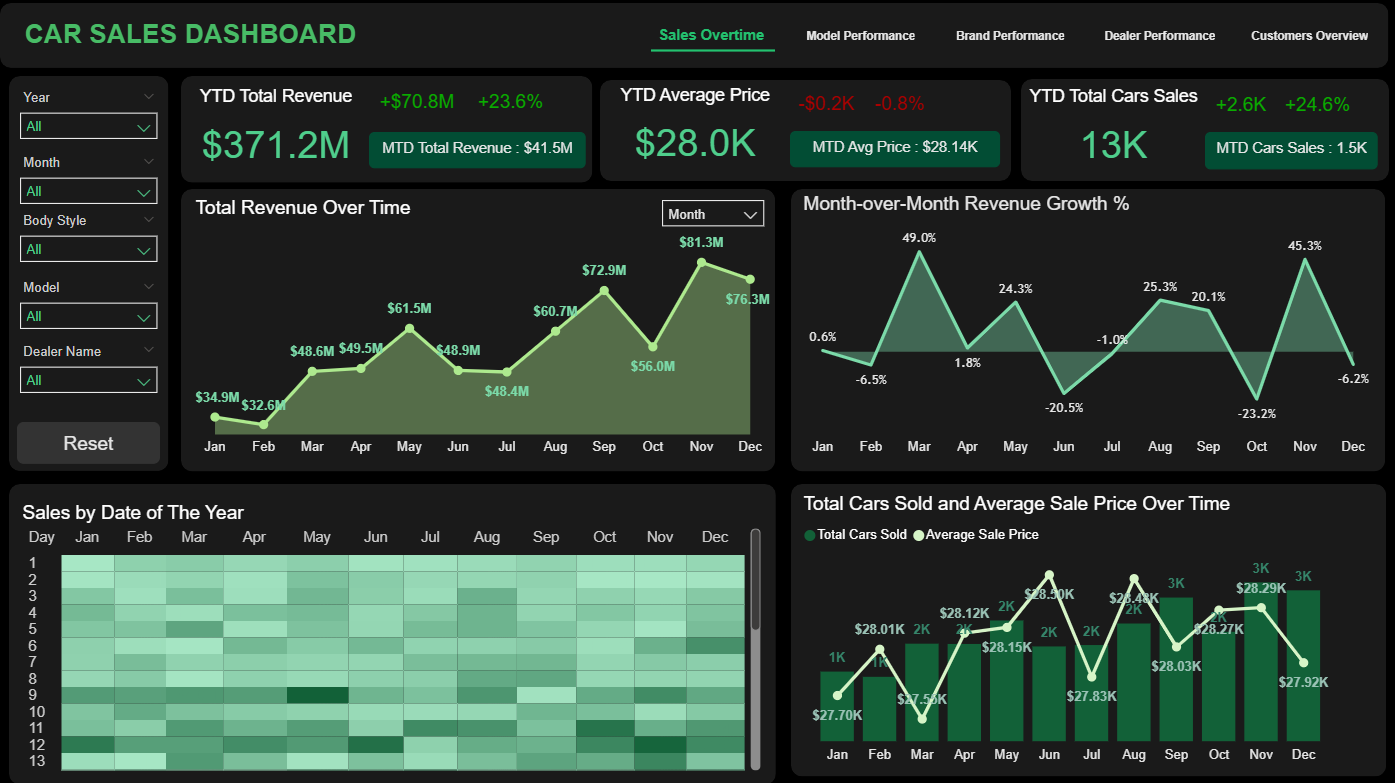 CAR SALES DASHBOARD
Sales Overtime
Model Performance
Brand Performance
Dealer Performance
Customers Overview
Year
All
Month
All
Body Style
All
Model
All
Dealer Name
All
Reset
YTD Total Revenue
+$70.8M +23.6%
$371.2M
MTD Total Revenue : $41.5M
YTD Average Price
-$0.2K -0.8%
$28.0K
MTD Avg Price : $28.14K
YTD Total Cars Sales
+2.6K +24.6%
13K
MTD Cars Sales : 1.5K
Total Revenue Over Time
Month
$34.9M $32.6M $48.6M $49.5M $61.5M $48.9M $48.4M $60.7M $72.9M $56.0M $81.3M $76.3M
Jan Feb Mar Apr May Jun Jul Aug Sep Oct Nov Dec
Month-over-Month Revenue Growth %
0.6% -6.5% 49.0% 1.8% 24.3% -20.5% -1.0% 25.3% 20.1% -23.2% 45.3% -6.2%
Jan Feb Mar Apr May Jun Jul Aug Sep Oct Nov Dec
Sales by Date of The Year
Day Jan Feb Mar Apr May Jun Jul Aug Sep Oct Nov Dec
1
2
3
4
5
6
7
8
9
10
11
12
13
Total Cars Sold and Average Sale Price Over Time
Total Cars Sold Average Sale Price
1K 1K 2K 2K 2K 2K 2K 2K 3K 2K 3K 3K
$27.70K $28.01K $28.12K $28.15K $28.50K $27.83K $28.48K $28.03K $28.27K $28.29K $27.92K
Jan Feb Mar Apr May Jun Jul Aug Sep Oct Nov Dec